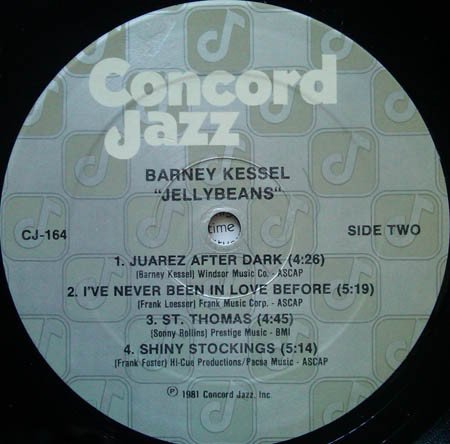 Concord
Jazz
BARNEY KESSEL
"JELLYBEANS"
time
CJ-164
SIDE TWO
1. JUAREZ AFTER DARK (4:26)
(Barney Kessel) Windsor Music Co. - ASCAP
2. I'VE NEVER BEEN IN LOVE BEFORE (5:19)
(Frank Loesser) Frank Music Corp. - ASCAP
3. ST. THOMAS (4:45)
(Sonny Rollins) Prestige Music - BMI
4. SHINY STOCKINGS (5:14)
(Frank Foster) Hi-Cue Productions/Pacsa Music - ASCAP
℗ 1981 Concord Jazz, Inc.